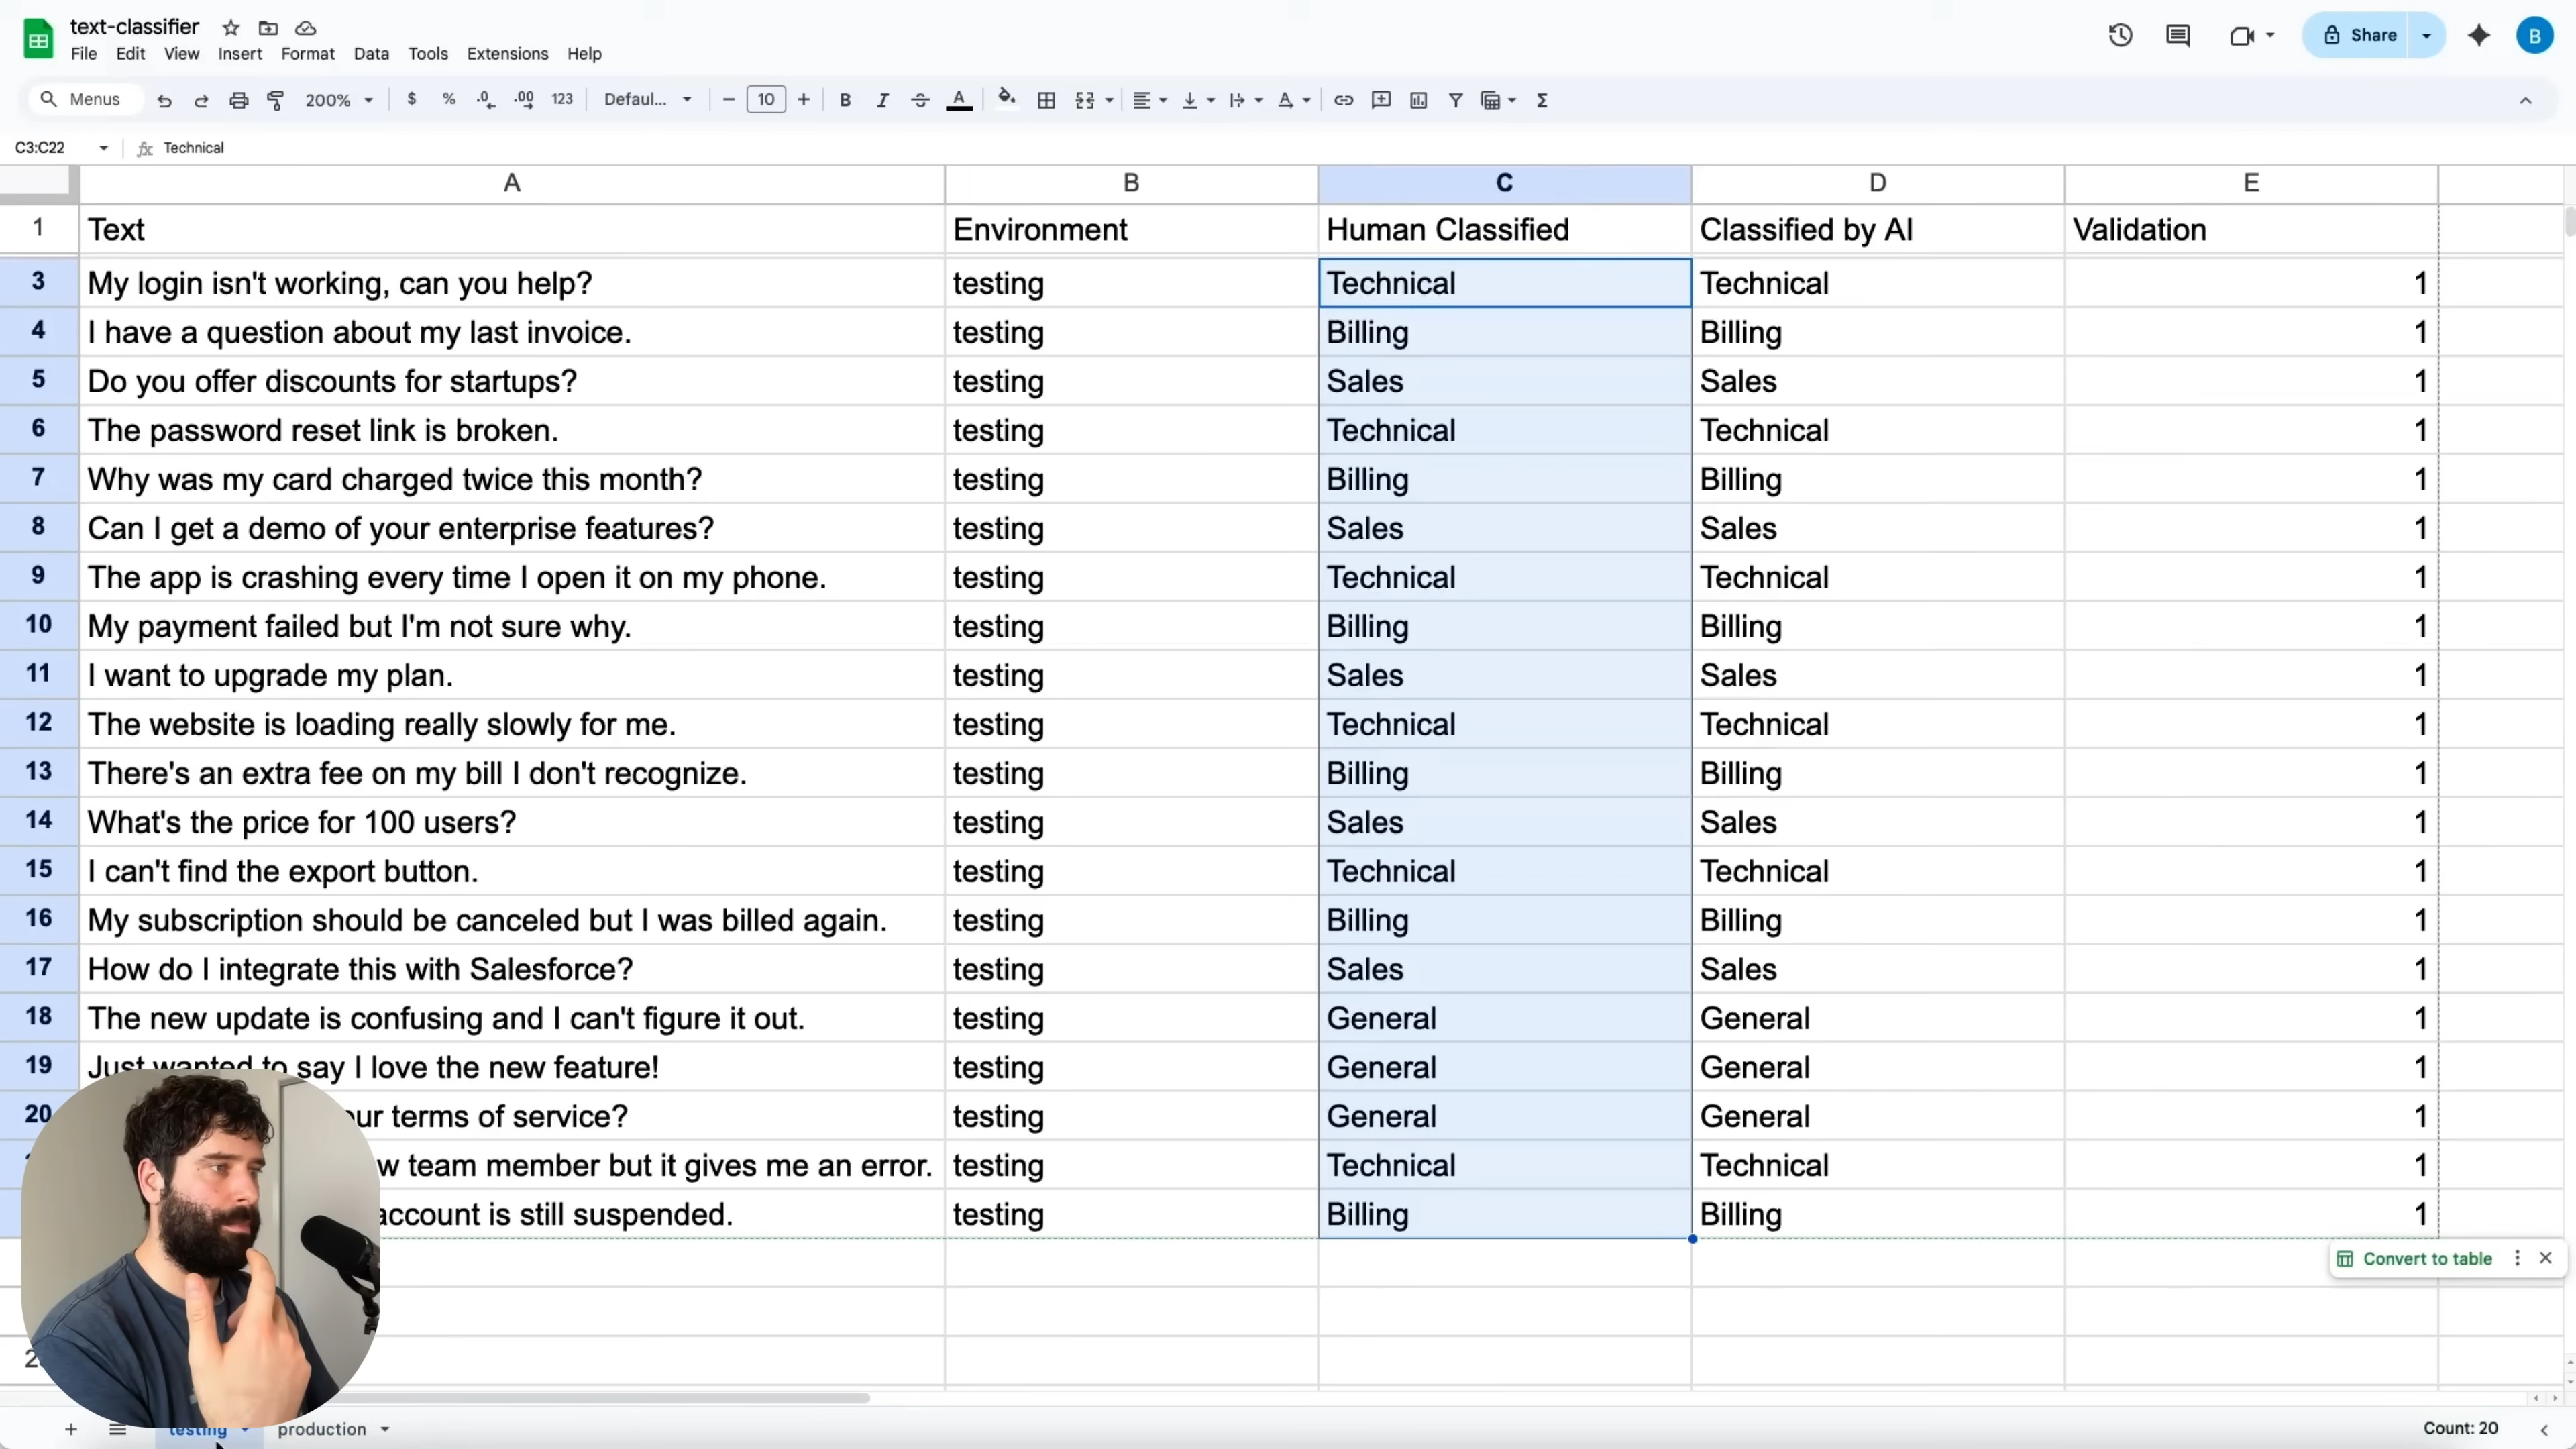 text-classifier
File Edit View Insert Format Data Tools Extensions Help
Share
B
Menus 200% $ % .0 .00 123 Defaul... 10 B I A
C3:C22 fx Technical
A B C D E
1 Text Environment Human Classified Classified by AI Validation
3 My login isn't working, can you help? testing Technical Technical 1
4 I have a question about my last invoice. testing Billing Billing 1
5 Do you offer discounts for startups? testing Sales Sales 1
6 The password reset link is broken. testing Technical Technical 1
7 Why was my card charged twice this month? testing Billing Billing 1
8 Can I get a demo of your enterprise features? testing Sales Sales 1
9 The app is crashing every time I open it on my phone. testing Technical Technical 1
10 My payment failed but I'm not sure why. testing Billing Billing 1
11 I want to upgrade my plan. testing Sales Sales 1
12 The website is loading really slowly for me. testing Technical Technical 1
13 There's an extra fee on my bill I don't recognize. testing Billing Billing 1
14 What's the price for 100 users? testing Sales Sales 1
15 I can't find the export button. testing Technical Technical 1
16 My subscription should be canceled but I was billed again. testing Billing Billing 1
17 How do I integrate this with Salesforce? testing Sales Sales 1
18 The new update is confusing and I can't figure it out. testing General General 1
19 Just wanted to say I love the new feature! testing General General 1
20 terms of service? testing General General 1
team member but it gives me an error. testing Technical Technical 1
account is still suspended. testing Billing Billing 1
Convert to table
testing production
Count: 20